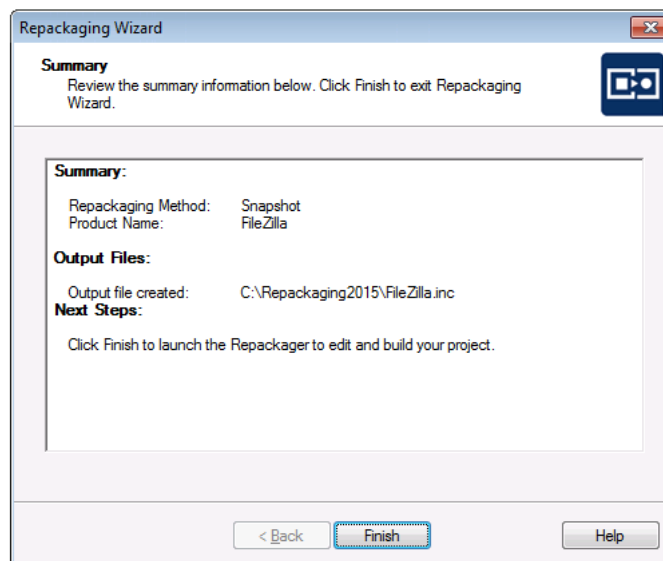 Repackaging Wizard
Summary
Review the summary information below. Click Finish to exit Repackaging
Wizard.
Summary:
Repackaging Method: Snapshot
Product Name: FileZilla
Output Files:
Output file created: C:\Repackaging2015\FileZilla.inc
Next Steps:
Click Finish to launch the Repackager to edit and build your project.
< Back Finish Help